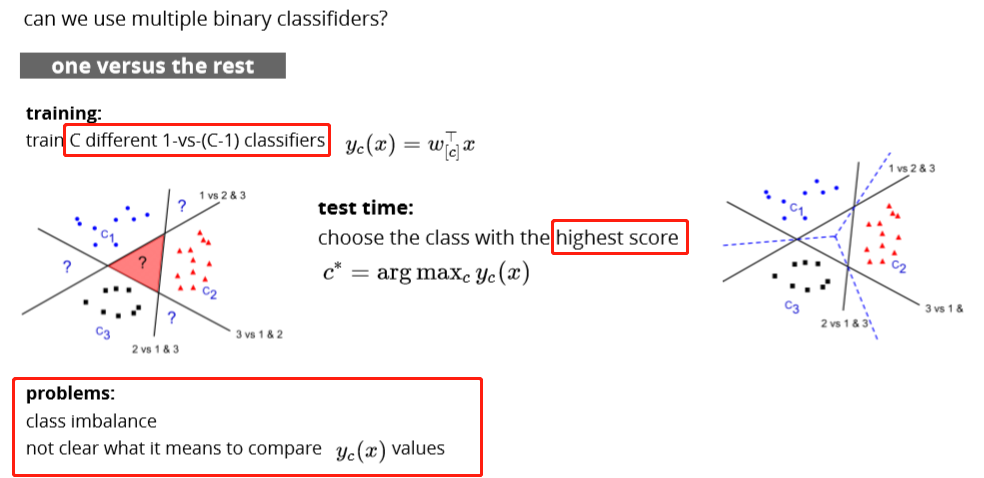 can we use multiple binary classifiders?
one versus the rest
training:
train C different 1-vs-(C-1) classifiers y_c(x) = w_{[c]}^⊤ x
1 vs 2 & 3
?
C1
?
?
C2
?
C3
3 vs 1 & 2
2 vs 1 & 3
test time:
choose the class with the highest score
c* = arg max_c y_c(x)
1 vs 2 & 3
C1
C2
C3
3 vs 1 &
2 vs 1 & 3
problems:
class imbalance
not clear what it means to compare y_c(x) values